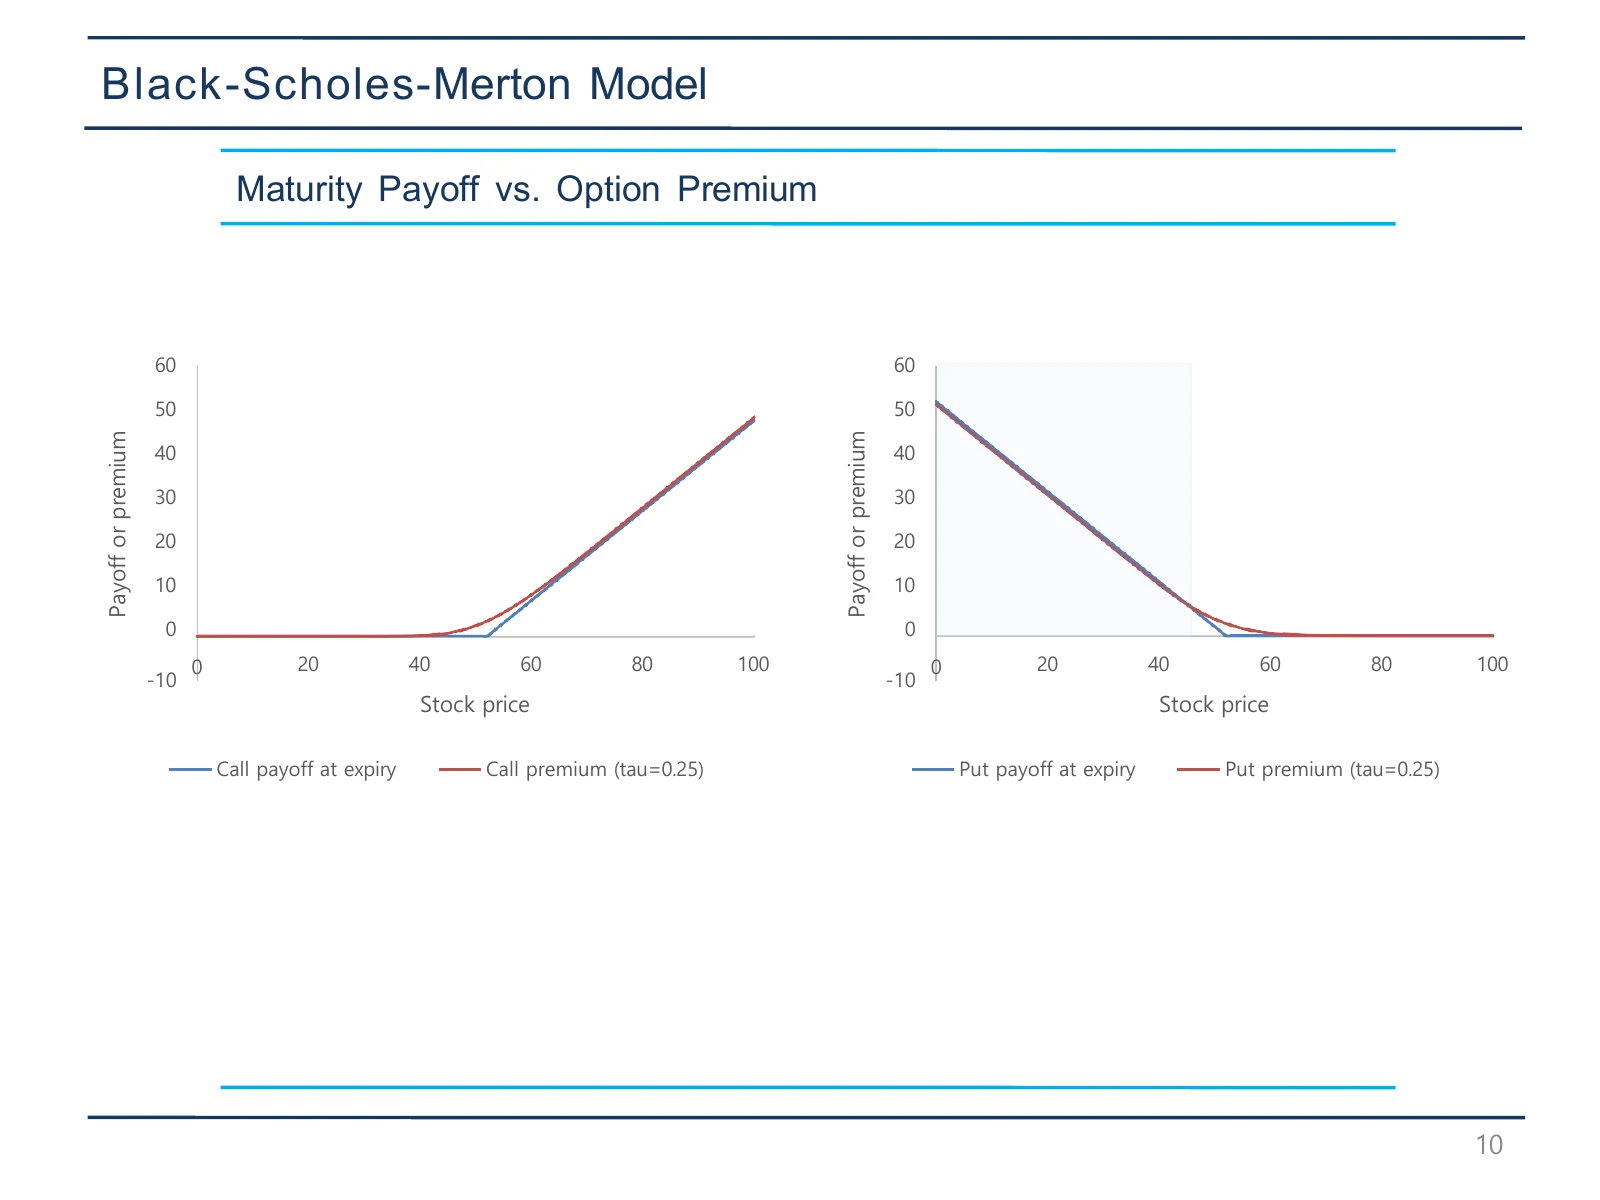 Black-Scholes-Merton Model
Maturity Payoff vs. Option Premium
60
50
40
30
20
10
0
-10
Payoff or premium
0 20 40 60 80 100
Stock price
Call payoff at expiry Call premium (tau=0.25)
60
50
40
30
20
10
0
-10
Payoff or premium
0 20 40 60 80 100
Stock price
Put payoff at expiry Put premium (tau=0.25)
10